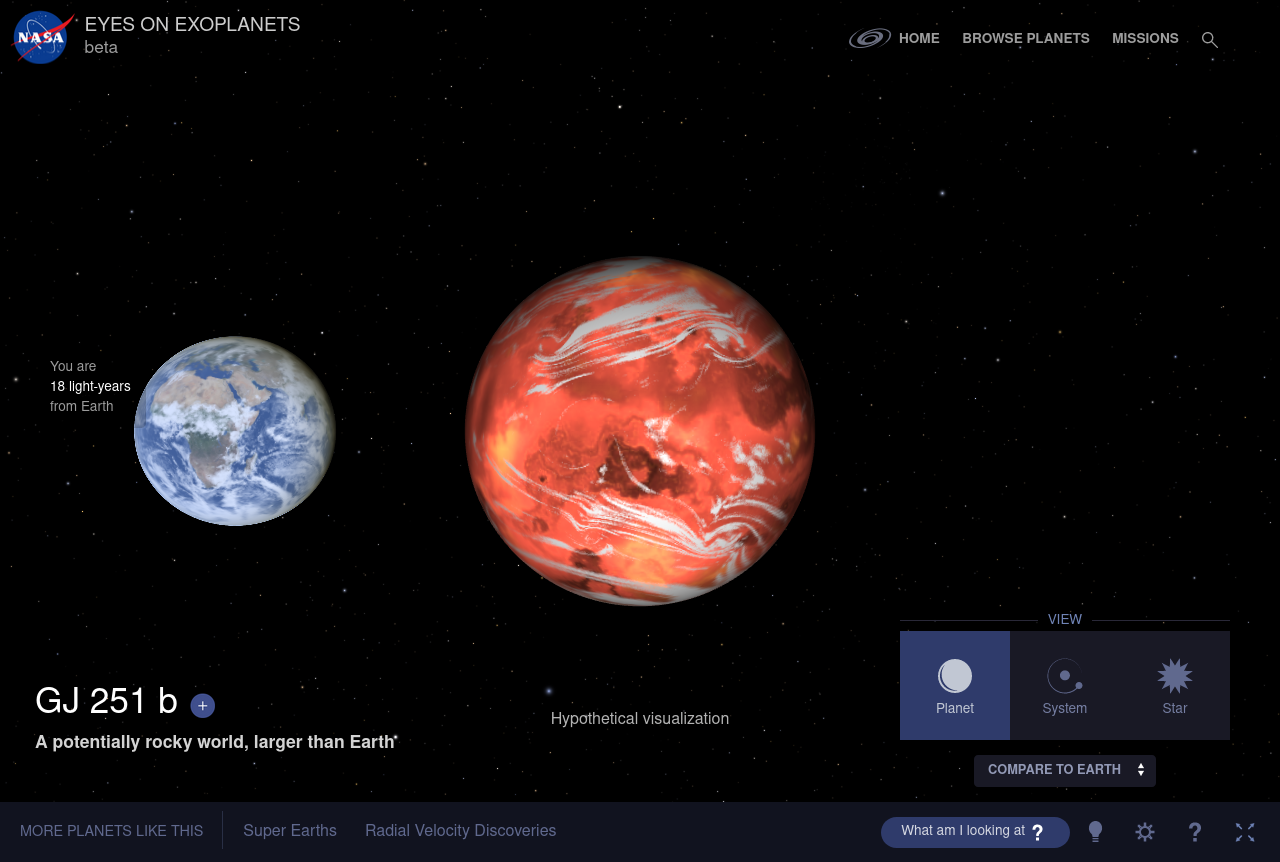 NASA
EYES ON EXOPLANETS
beta
HOME
BROWSE PLANETS
MISSIONS
You are
18 light-years
from Earth
GJ 251 b +
A potentially rocky world, larger than Earth
Hypothetical visualization
VIEW
Planet
System
Star
COMPARE TO EARTH
MORE PLANETS LIKE THIS
Super Earths
Radial Velocity Discoveries
What am I looking at ?
?